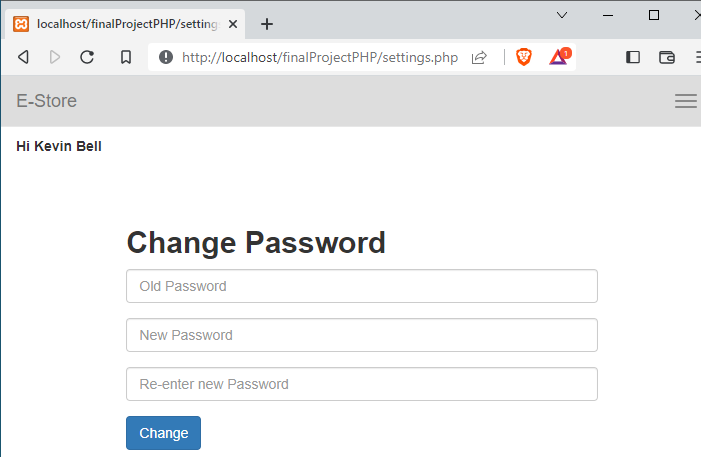 localhost/finalProjectPHP/setting
http://localhost/finalProjectPHP/settings.php
1
E-Store
Hi Kevin Bell
Change Password
Old Password
New Password
Re-enter new Password
Change